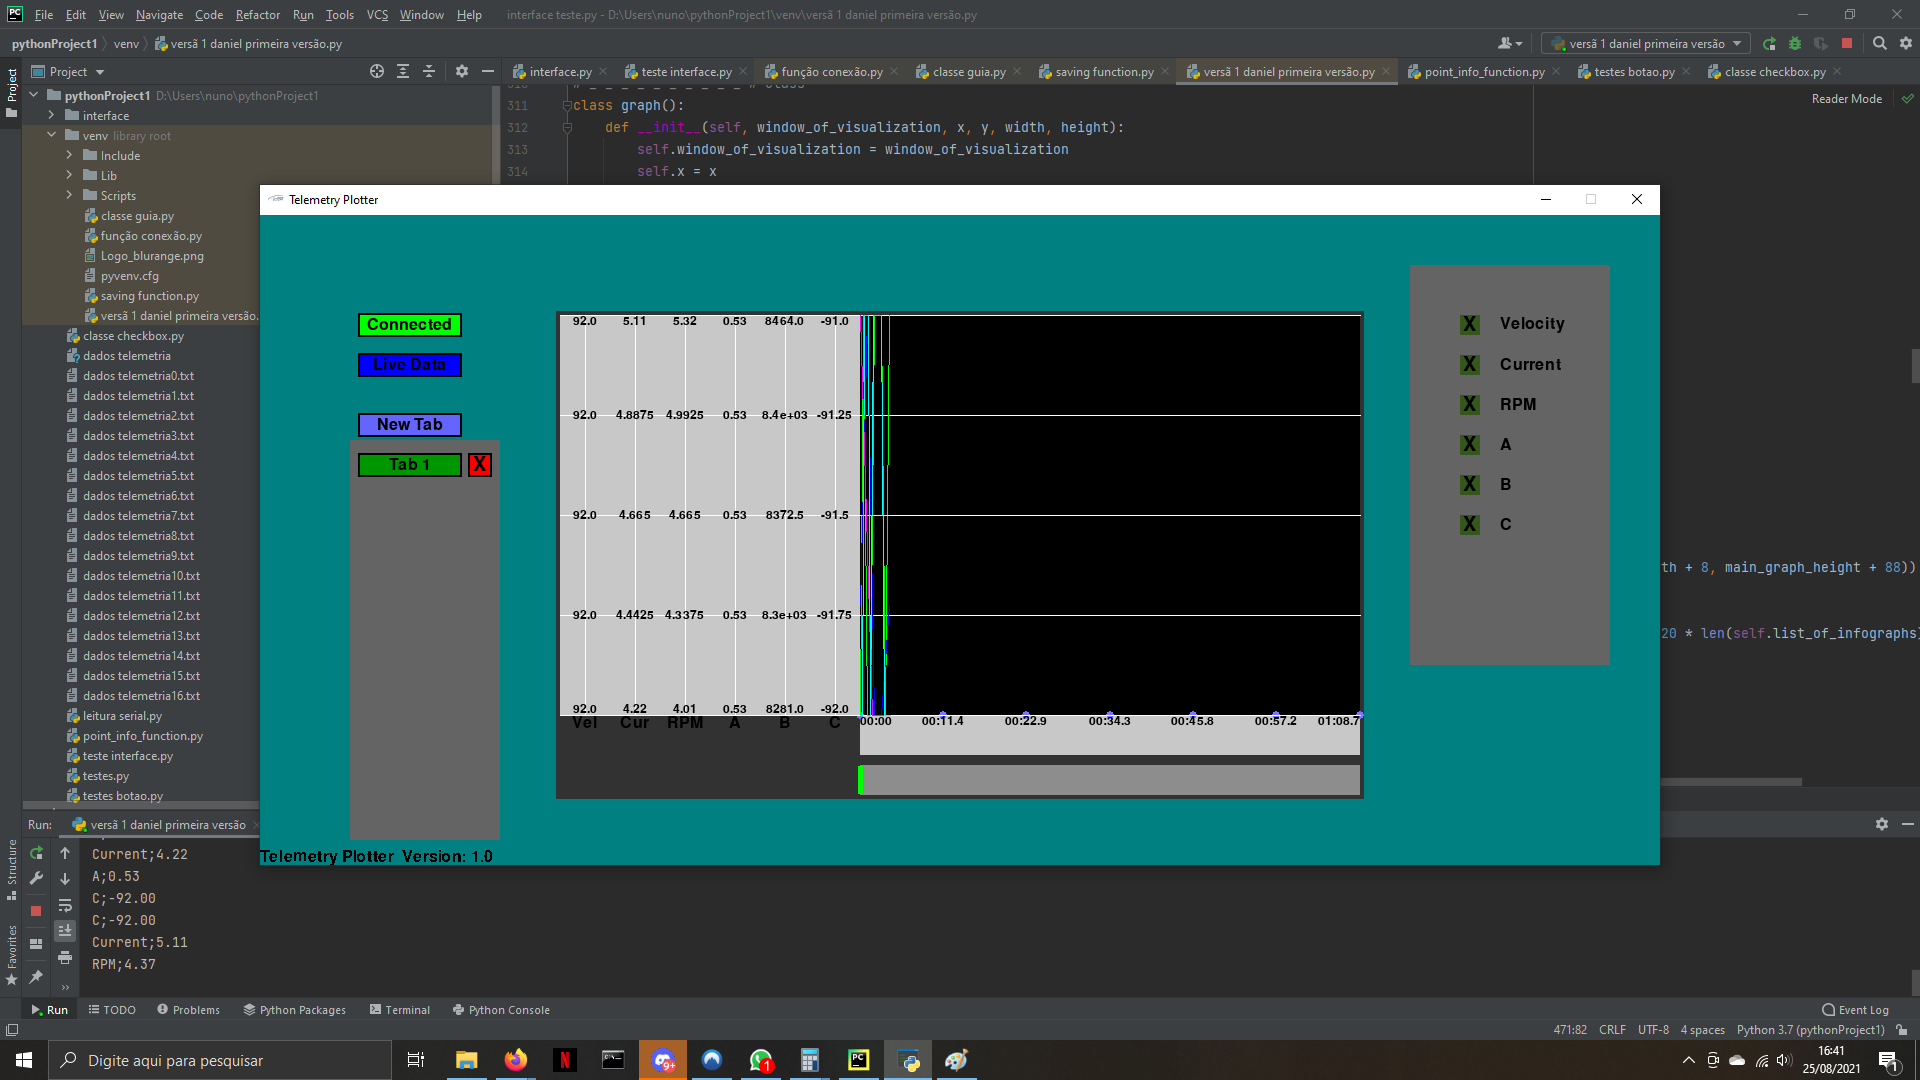 File Edit View Navigate Code Refactor Run Tools VCS Window Help interface teste.py - D:\Users\nuno\pythonProject1\venv\versã 1 daniel primeira versão.py
pythonProject1 venv versã 1 daniel primeira versão.py
versã 1 daniel primeira versão
Project
interface.py teste interface.py função conexão.py classe guia.py saving function.py versã 1 daniel primeira versão.py point_info_function.py testes botao.py classe checkbox.py
Project
pythonProject1 D:\Users\nuno\pythonProject1
interface
venv library root
Include
Lib
Scripts
classe guia.py
função conexão.py
Logo_blurange.png
pyvenv.cfg
saving function.py
versã 1 daniel primeira versão.
classe checkbox.py
dados telemetria
dados telemetria0.txt
dados telemetria1.txt
dados telemetria2.txt
dados telemetria3.txt
dados telemetria4.txt
dados telemetria5.txt
dados telemetria6.txt
dados telemetria7.txt
dados telemetria8.txt
dados telemetria9.txt
dados telemetria10.txt
dados telemetria11.txt
dados telemetria12.txt
dados telemetria13.txt
dados telemetria14.txt
dados telemetria15.txt
dados telemetria16.txt
leitura serial.py
point_info_function.py
teste interface.py
testes.py
testes botao.py
Reader Mode
311 class graph():
312 def __init__(self, window_of_visualization, x, y, width, height):
313 self.window_of_visualization = window_of_visualization
314 self.x = x
th + 8, main_graph_height + 88))
20 * len(self.list_of_infographs)
Telemetry Plotter
Connected
Live Data
New Tab
Tab 1 X
92.0 5.11 5.32 0.53 8464.0 -91.0
92.0 4.8875 4.9925 0.53 8.4e+03 -91.25
92.0 4.665 4.665 0.53 8372.5 -91.5
92.0 4.4425 4.3375 0.53 8.3e+03 -91.75
92.0 4.22 4.01 0.53 8281.0 -92.0
Vel Cur RPM A B C
00:00 00:11.4 00:22.9 00:34.3 00:45.8 00:57.2 01:08.7
X Velocity
X Current
X RPM
X A
X B
X C
Telemetry Plotter Version: 1.0
Run: versã 1 daniel primeira versão
Current;4.22
A;0.53
C;-92.00
C;-92.00
Current;5.11
RPM;4.37
Structure
Favorites
Run TODO Problems Python Packages Terminal Python Console Event Log
471:82 CRLF UTF-8 4 spaces Python 3.7 (pythonProject1)
Digite aqui para pesquisar
9+
1
16:41
25/08/2021
1